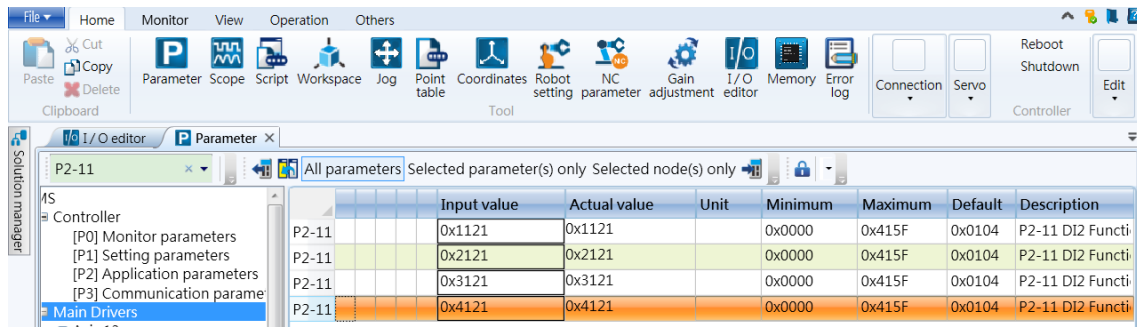 File Home Monitor View Operation Others
Cut
Copy
Delete
Paste
Clipboard
Parameter Scope Script Workspace Jog Point table Coordinates Robot setting NC parameter Gain adjustment I/O editor Memory Error log
Tool
Connection Servo
Reboot
Shutdown
Controller
Edit
Solution manager
I/O editor Parameter
P2-11 All parameters Selected parameter(s) only Selected node(s) only
MS
Controller
[P0] Monitor parameters
[P1] Setting parameters
[P2] Application parameters
[P3] Communication parame
Main Drivers
Input value Actual value Unit Minimum Maximum Default Description
P2-11 0x1121 0x1121 0x0000 0x415F 0x0104 P2-11 DI2 Functi
P2-11 0x2121 0x2121 0x0000 0x415F 0x0104 P2-11 DI2 Functi
P2-11 0x3121 0x3121 0x0000 0x415F 0x0104 P2-11 DI2 Functi
P2-11 0x4121 0x4121 0x0000 0x415F 0x0104 P2-11 DI2 Functi